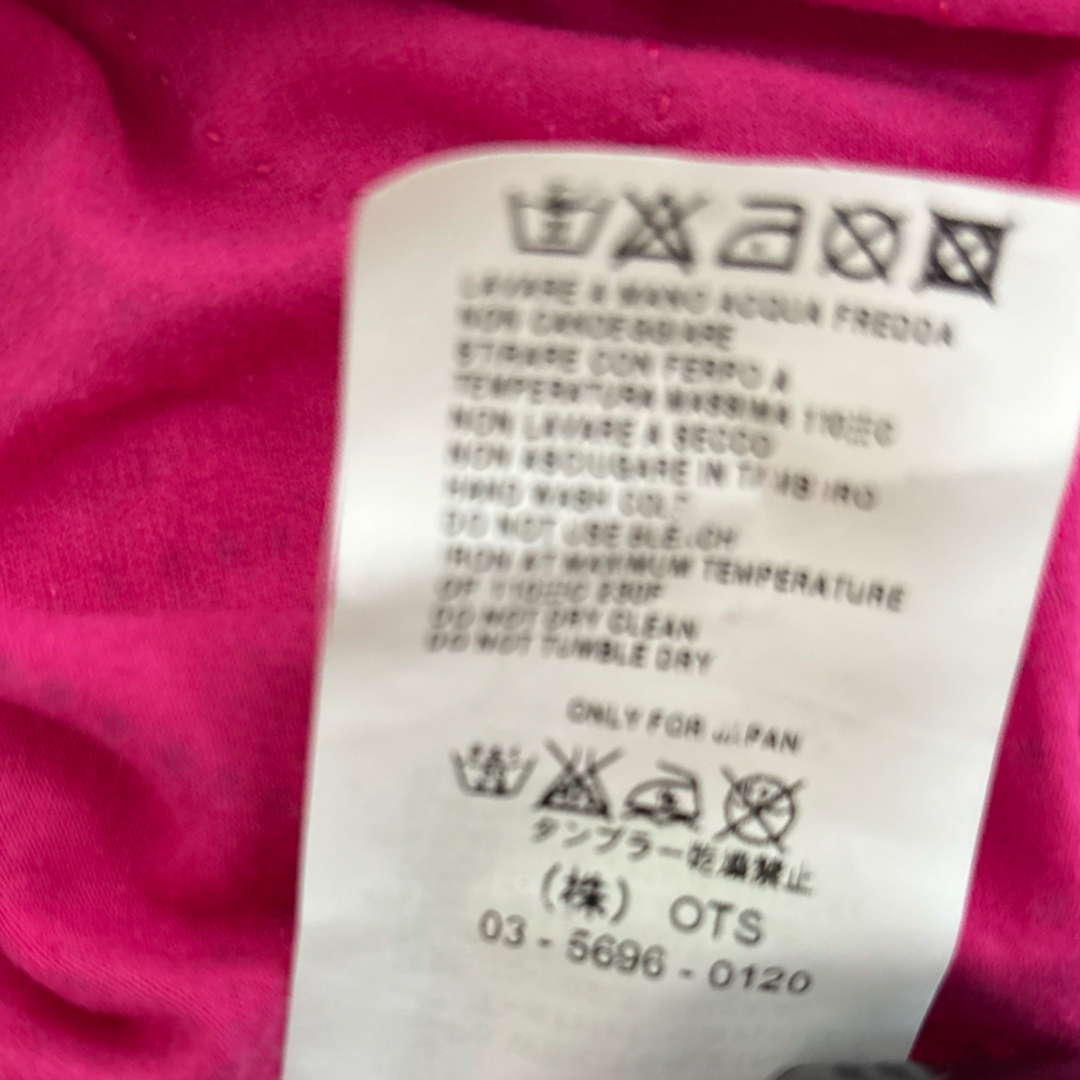 LAVARE A MANO ACQUA FREDDA
NON CANDEGGIARE
STIRARE CON FERRO A
TEMPERATURA MASSIMA 110
NON LAVARE A SECCO
NON IN
HAND WASH COLD
DO NOT USE BLEACH
IRON AT MAXIMUM TEMPERATURE
OF 230F
DO NOT DRY CLEAN
DO NOT TUMBLE DRY
ONLY FOR JAPAN
タンブラー乾燥禁止
(株) OTS
03 - 5696 - 0120